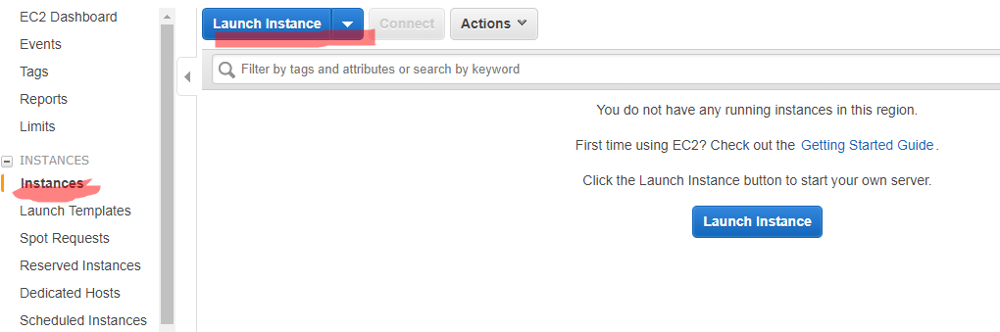 EC2 Dashboard
Events
Tags
Reports
Limits
INSTANCES
Instances
Launch Templates
Spot Requests
Reserved Instances
Dedicated Hosts
Scheduled Instances
Launch Instance Connect Actions
Filter by tags and attributes or search by keyword
You do not have any running instances in this region.
First time using EC2? Check out the Getting Started Guide.
Click the Launch Instance button to start your own server.
Launch Instance